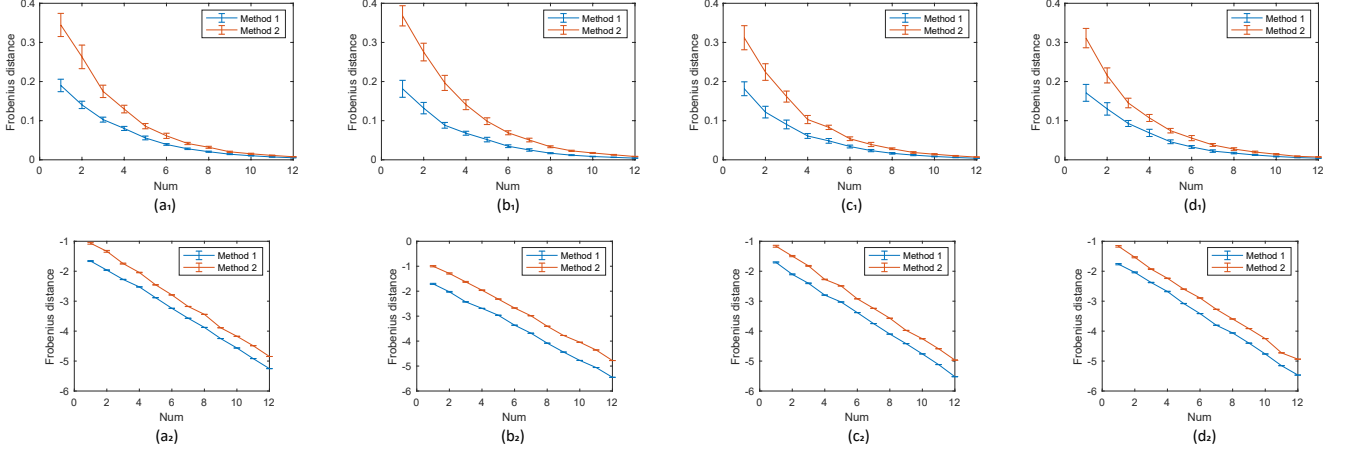 0.4
0.3
0.2
0.1
0
Frobenius distance
Method 1
Method 2
0 2 4 6 8 10 12
Num
(a₁)
0.4
0.3
0.2
0.1
0
Frobenius distance
Method 1
Method 2
0 2 4 6 8 10 12
Num
(b₁)
0.4
0.3
0.2
0.1
0
Frobenius distance
Method 1
Method 2
0 2 4 6 8 10 12
Num
(c₁)
0.4
0.3
0.2
0.1
0
Frobenius distance
Method 1
Method 2
0 2 4 6 8 10 12
Num
(d₁)
-1
-2
-3
-4
-5
-6
Frobenius distance
Method 1
Method 2
0 2 4 6 8 10 12
Num
(a₂)
0
-1
-2
-3
-4
-5
-6
Frobenius distance
Method 1
Method 2
0 2 4 6 8 10 12
Num
(b₂)
-1
-2
-3
-4
-5
-6
Frobenius distance
Method 1
Method 2
0 2 4 6 8 10 12
Num
(c₂)
-1
-2
-3
-4
-5
-6
Frobenius distance
Method 1
Method 2
0 2 4 6 8 10 12
Num
(d₂)